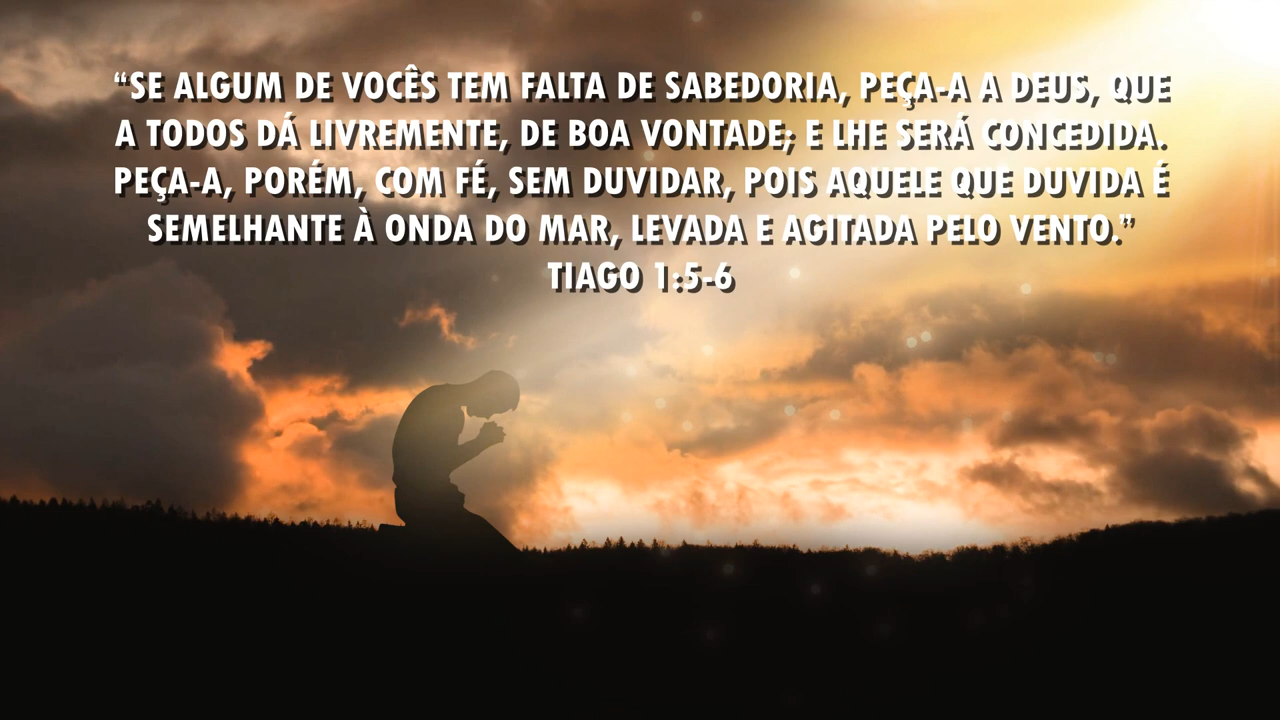 “SE ALGUM DE VOCÊS TEM FALTA DE SABEDORIA, PEÇA-A A DEUS, QUE
A TODOS DÁ LIVREMENTE, DE BOA VONTADE; E LHE SERÁ CONCEDIDA.
PEÇA-A, PORÉM, COM FÉ, SEM DUVIDAR, POIS AQUELE QUE DUVIDA É
SEMELHANTE À ONDA DO MAR, LEVADA E AGITADA PELO VENTO.”
TIAGO 1:5-6